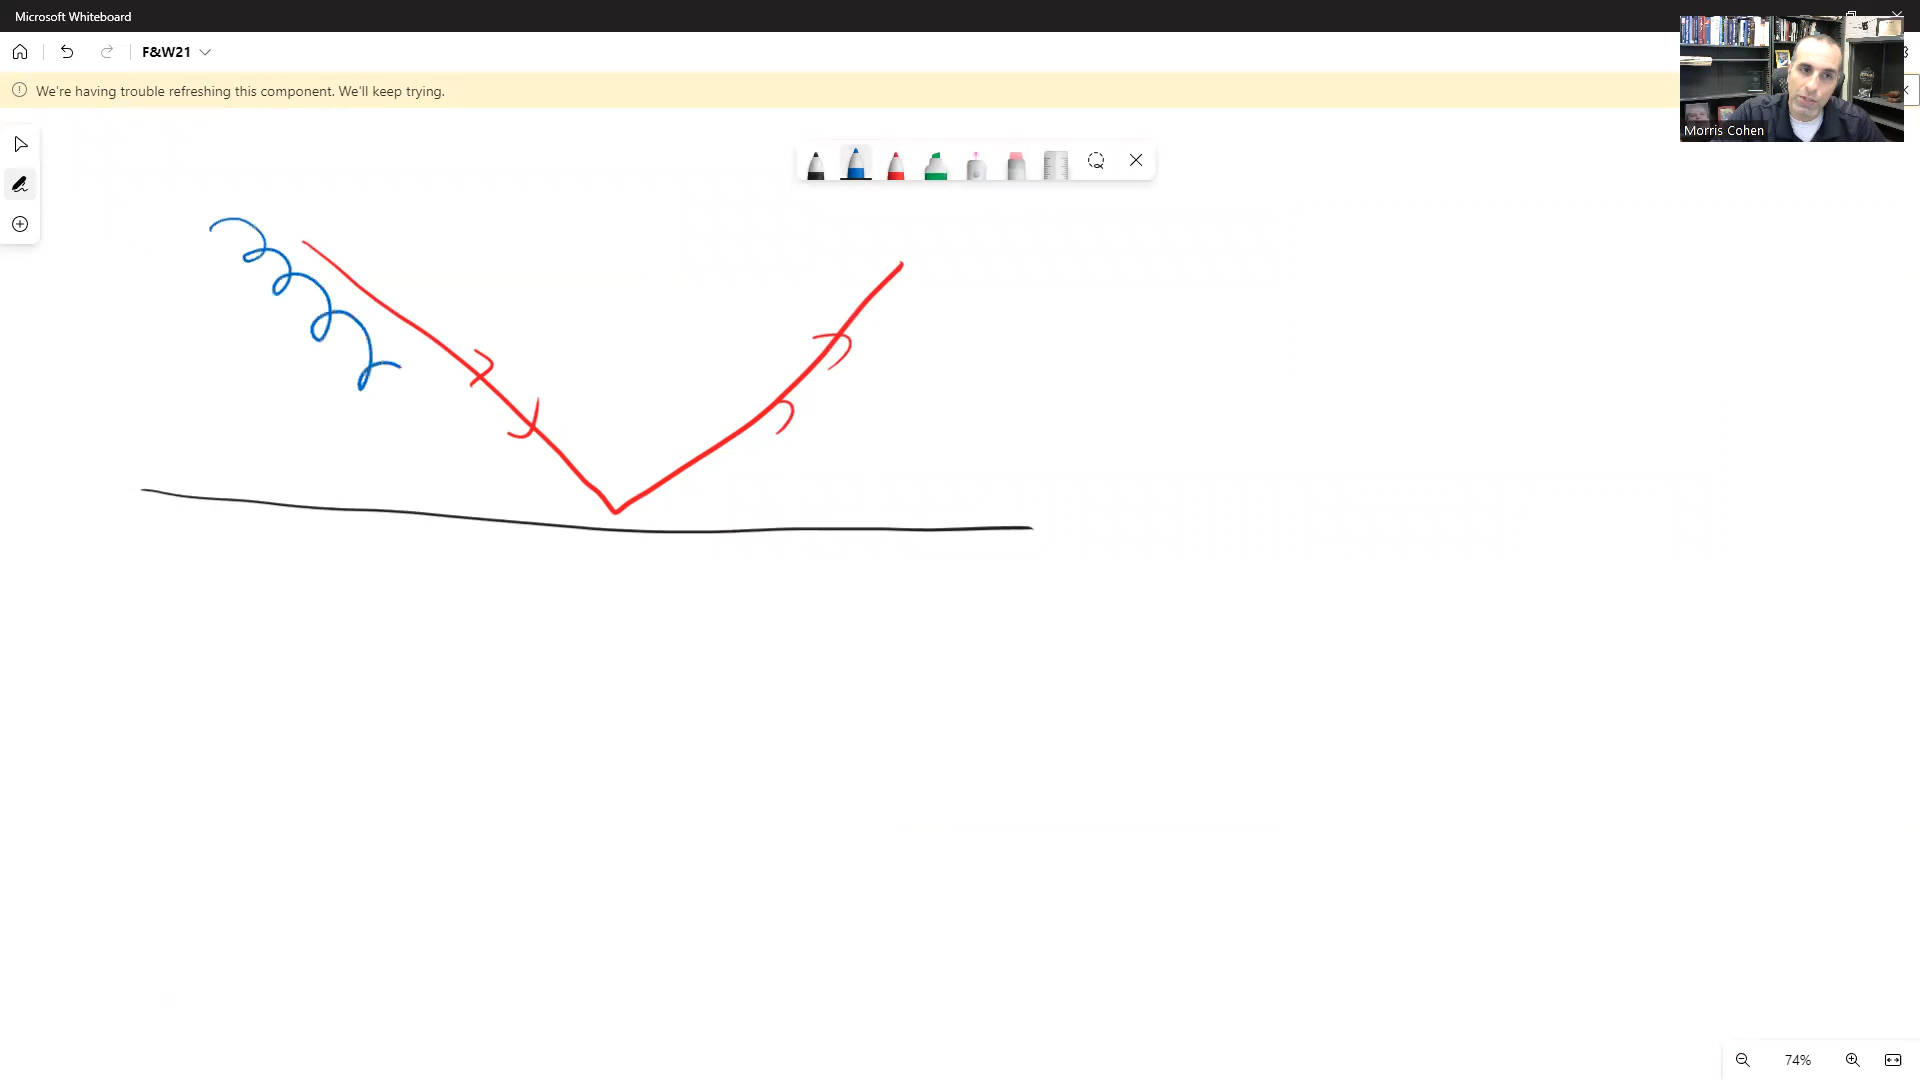 Microsoft Whiteboard
F&W21
We're having trouble refreshing this component. We'll keep trying.
Morris Cohen
74%